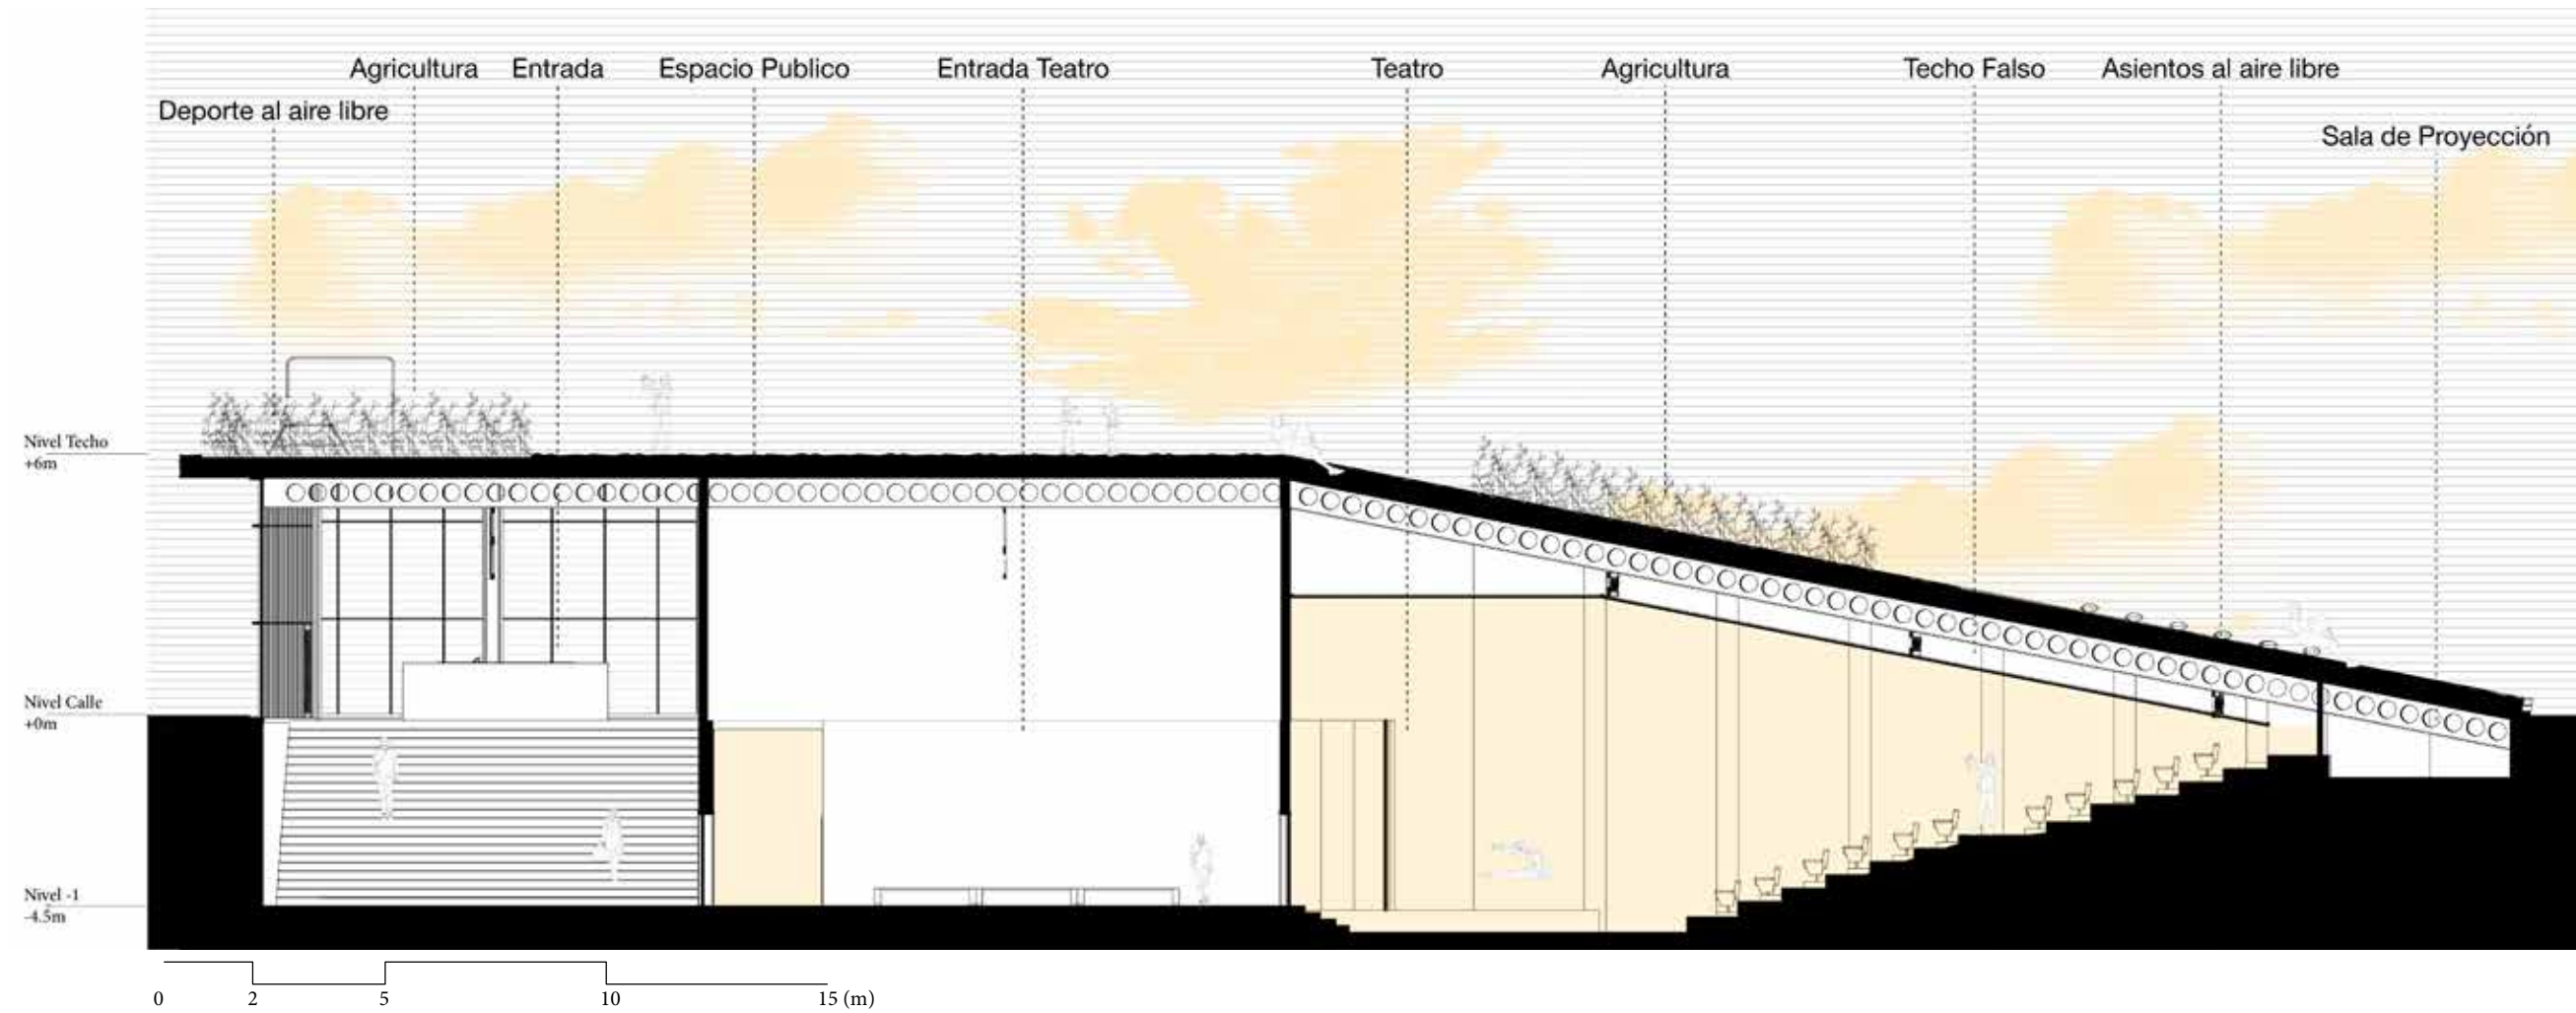 Agricultura
Entrada
Espacio Publico
Entrada Teatro
Teatro
Agricultura
Techo Falso
Asientos al aire libre
Deporte al aire libre
Sala de Proyección
Nivel Techo
+6m
Nivel Calle
+0m
Nivel -1
-4.5m
0 2 5 10 15 (m)